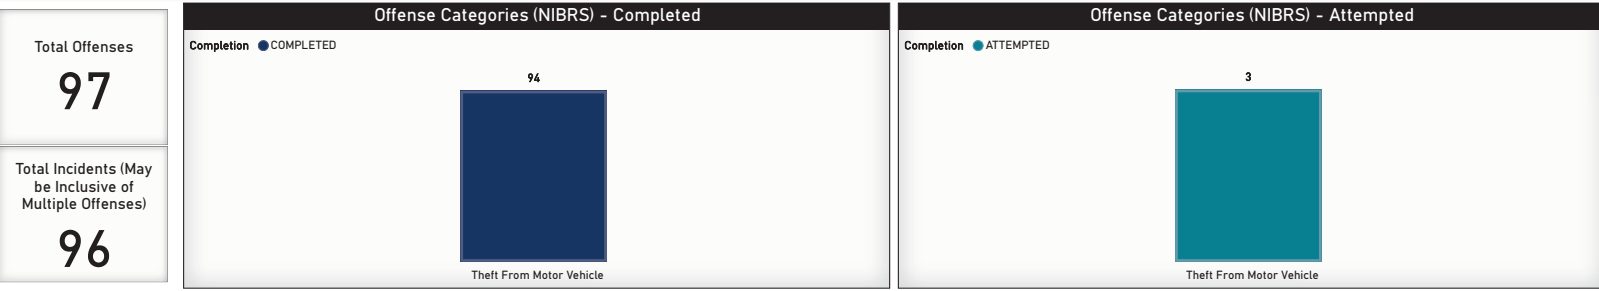 Total Offenses
97
Total Incidents (May
be Inclusive of
Multiple Offenses)
96
Offense Categories (NIBRS) - Completed
Completion COMPLETED
94
Theft From Motor Vehicle
Offense Categories (NIBRS) - Attempted
Completion ATTEMPTED
3
Theft From Motor Vehicle